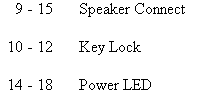 9 - 15 Speaker Connect
10 - 12 Key Lock
14 - 18 Power LED